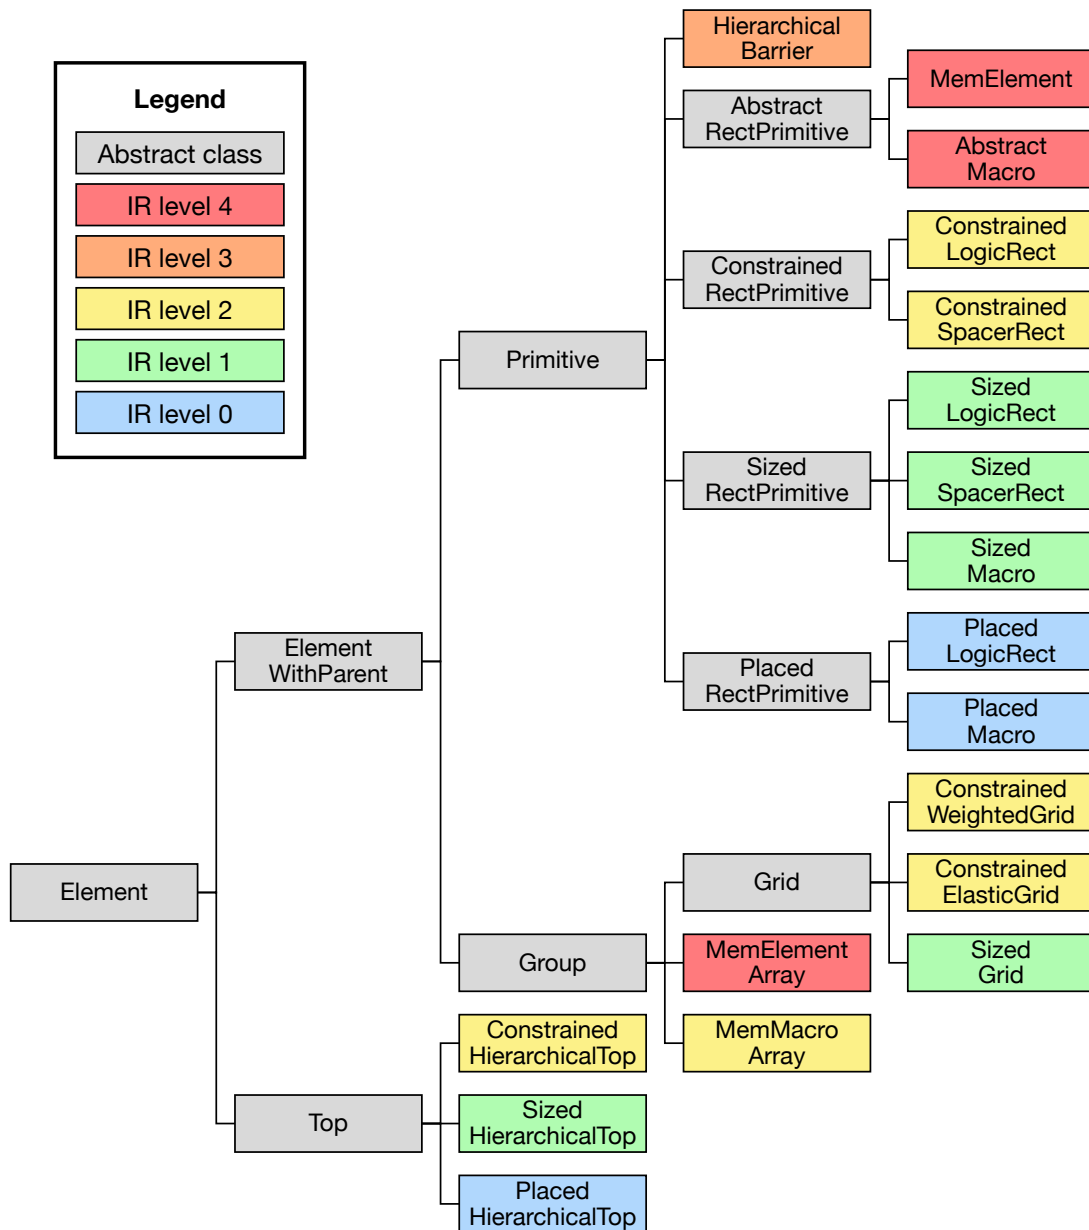 Legend
Abstract class
IR level 4
IR level 3
IR level 2
IR level 1
IR level 0
Element
Element
WithParent
Top
Primitive
Group
Constrained
HierarchicalTop
Sized
HierarchicalTop
Placed
HierarchicalTop
Hierarchical
Barrier
Abstract
RectPrimitive
Constrained
RectPrimitive
Sized
RectPrimitive
Placed
RectPrimitive
Grid
MemElement
Array
MemMacro
Array
MemElement
Abstract
Macro
Constrained
LogicRect
Constrained
SpacerRect
Sized
LogicRect
Sized
SpacerRect
Sized
Macro
Placed
LogicRect
Placed
Macro
Constrained
WeightedGrid
Constrained
ElasticGrid
Sized
Grid